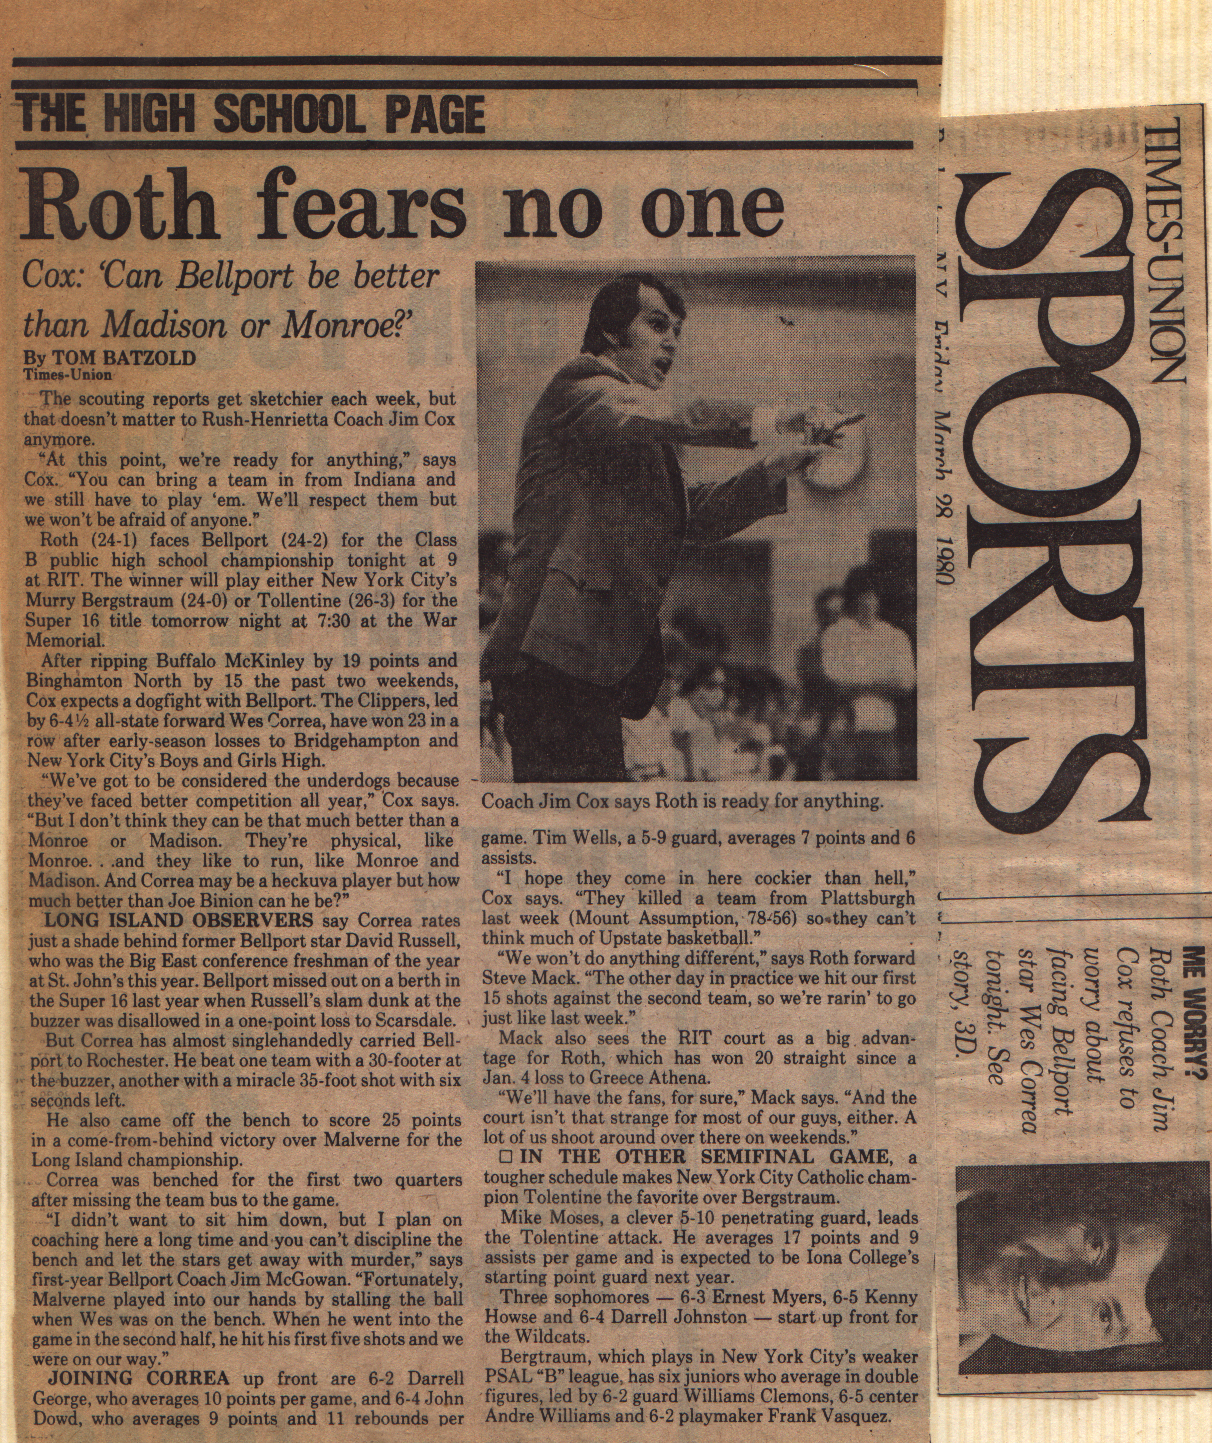 THE HIGH SCHOOL PAGE
Roth fears no one
Cox: ‘Can Bellport be better
than Madison or Monroe?’
By TOM BATZOLD
Times-Union
The scouting reports get sketchier each week, but
that doesn't matter to Rush-Henrietta Coach Jim Cox
anymore.
“At this point, we're ready for anything,” says
Cox. “You can bring a team in from Indiana and
we still have to play ‘em. We'll respect them but
we won't be afraid of anyone.”
Roth (24-1) faces Bellport (24-2) for the Class
B public high school championship tonight at 9
at RIT. The winner will play either New York City's
Murry Bergstraum (24-0) or Tollentine (26-3) for the
Super 16 title tomorrow night at 7:30 at the War
Memorial.
After ripping Buffalo McKinley by 19 points and
Binghamton North by 15 the past two weekends,
Cox expects a dogfight with Bellport. The Clippers, led
by 6-4½ all-state forward Wes Correa, have won 23 in a
row after early-season losses to Bridgehampton and
New York City's Boys and Girls High.
“We've got to be considered the underdogs because
they've faced better competition all year,” Cox says.
“But I don't think they can be that much better than a
Monroe or Madison. They're physical, like
Monroe. . .and they like to run, like Monroe and
Madison. And Correa may be a heckuva player but how
much better than Joe Binion can he be?”
LONG ISLAND OBSERVERS say Correa rates
just a shade behind former Bellport star David Russell,
who was the Big East conference freshman of the year
at St. John's this year. Bellport missed out on a berth in
the Super 16 last year when Russell's slam dunk at the
buzzer was disallowed in a one-point loss to Scarsdale.
But Correa has almost singlehandedly carried Bell-
port to Rochester. He beat one team with a 30-footer at
the buzzer, another with a miracle 35-foot shot with six
seconds left.
He also came off the bench to score 25 points
in a come-from-behind victory over Malverne for the
Long Island championship.
Correa was benched for the first two quarters
after missing the team bus to the game.
“I didn't want to sit him down, but I plan on
coaching here a long time and you can't discipline the
bench and let the stars get away with murder,” says
first-year Bellport Coach Jim McGowan. “Fortunately,
Malverne played into our hands by stalling the ball
when Wes was on the bench. When he went into the
game in the second half, he hit his first five shots and we
were on our way.”
JOINING CORREA up front are 6-2 Darrell
George, who averages 10 points per game, and 6-4 John
Dowd, who averages 9 points and 11 rebounds per
Coach Jim Cox says Roth is ready for anything.
game. Tim Wells, a 5-9 guard, averages 7 points and 6
assists.
“I hope they come in here cockier than hell,”
Cox says. “They killed a team from Plattsburgh
last week (Mount Assumption, 78-56) so they can't
think much of Upstate basketball.”
“We won't do anything different,” says Roth forward
Steve Mack. “The other day in practice we hit our first
15 shots against the second team, so we're rarin' to go
just like last week.”
Mack also sees the RIT court as a big advan-
tage for Roth, which has won 20 straight since a
Jan. 4 loss to Greece Athena.
“We'll have the fans, for sure,” Mack says. “And the
court isn't that strange for most of our guys, either. A
lot of us shoot around over there on weekends.”
□ IN THE OTHER SEMIFINAL GAME, a
tougher schedule makes New York City Catholic cham-
pion Tolentine the favorite over Bergstraum.
Mike Moses, a clever 5-10 penetrating guard, leads
the Tolentine attack. He averages 17 points and 9
assists per game and is expected to be Iona College's
starting point guard next year.
Three sophomores — 6-3 Ernest Myers, 6-5 Kenny
Howse and 6-4 Darrell Johnston — start up front for
the Wildcats.
Bergtraum, which plays in New York City's weaker
PSAL “B” league, has six juniors who average in double
figures, led by 6-2 guard Williams Clemons, 6-5 center
Andre Williams and 6-2 playmaker Frank Vasquez.
TIMES-UNION
SPORTS
N.Y. Friday March 28 1980
ME WORRY?
Roth Coach Jim
Cox refuses to
worry about
facing Bellport
star Wes Correa
tonight. See
story, 3D.